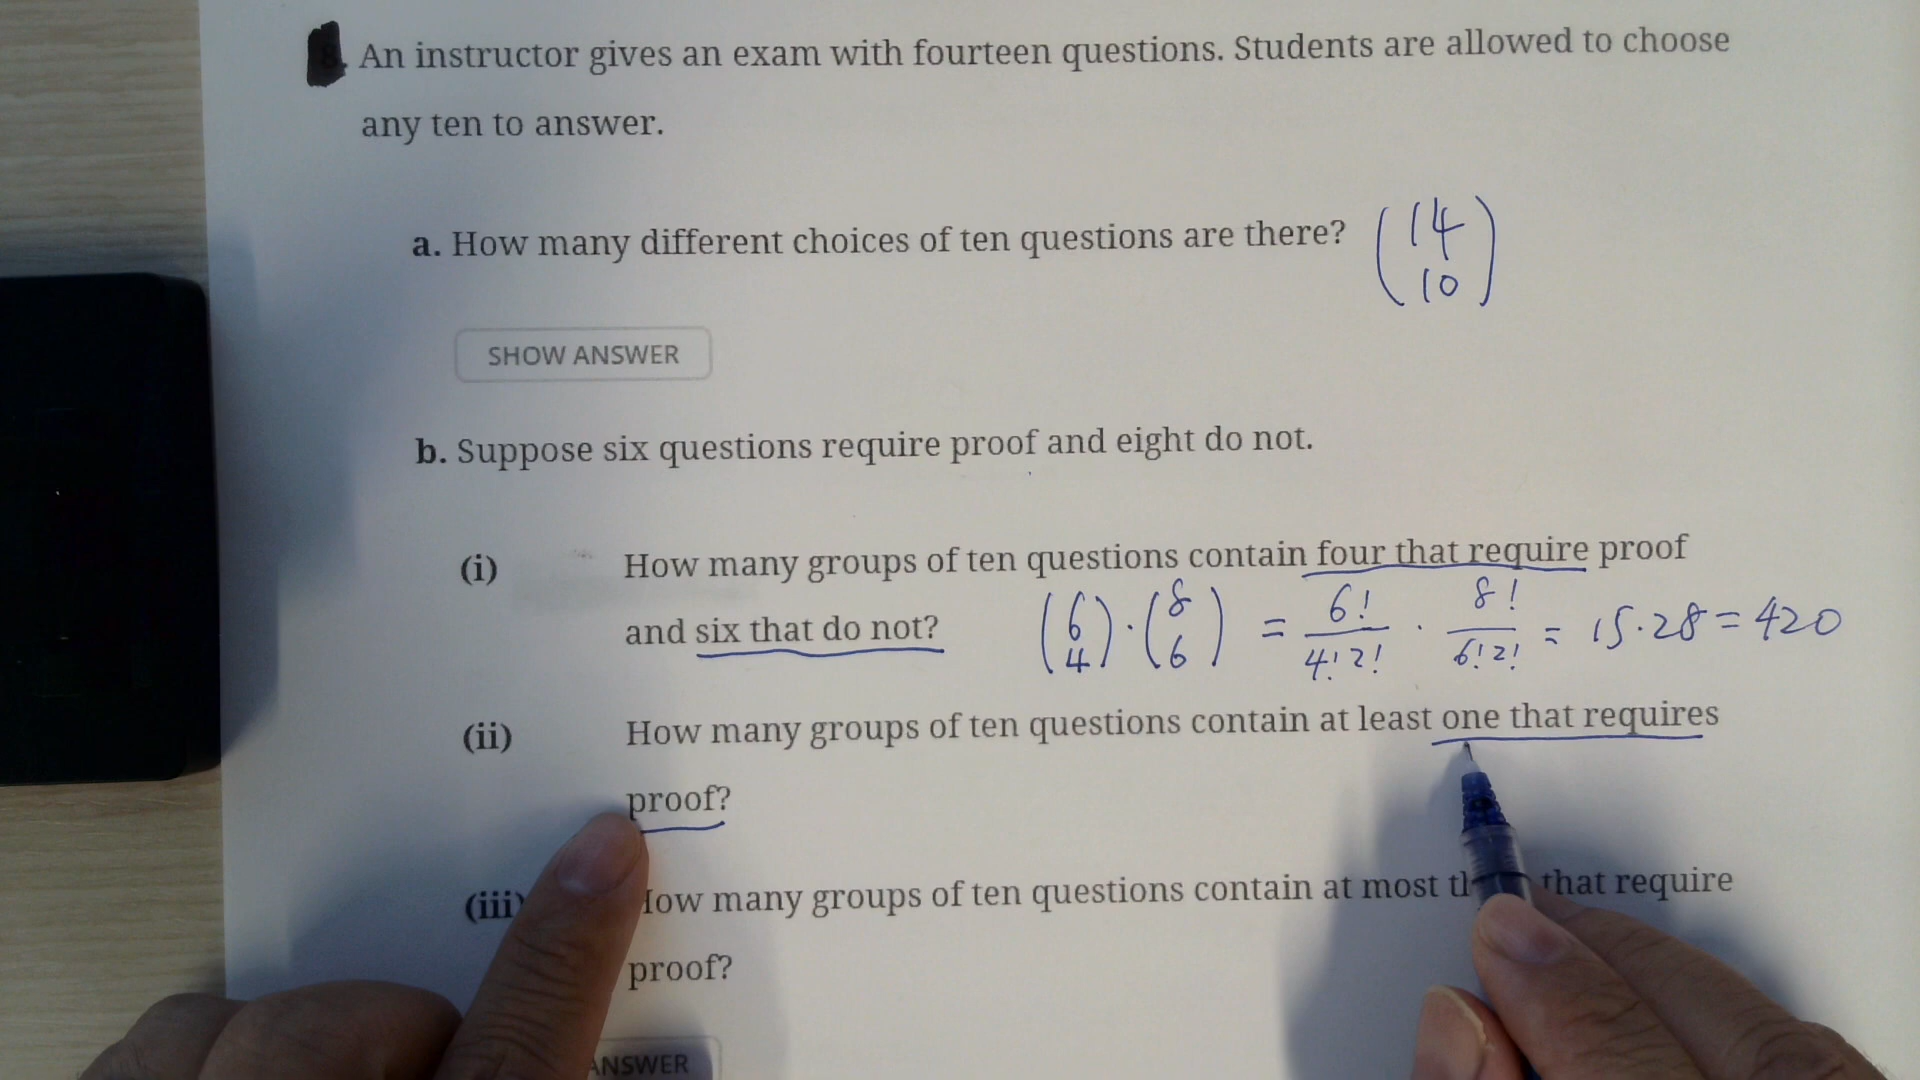 8. An instructor gives an exam with fourteen questions. Students are allowed to choose
any ten to answer.
a. How many different choices of ten questions are there? (14 10)
SHOW ANSWER
b. Suppose six questions require proof and eight do not.
(i) How many groups of ten questions contain four that require proof
and six that do not? (6 4) · (8 6) = 6!/4!2! · 8!/6!2! = 15·28 = 420
(ii) How many groups of ten questions contain at least one that requires
proof?
(iii) How many groups of ten questions contain at most that require
proof?
ANSWER